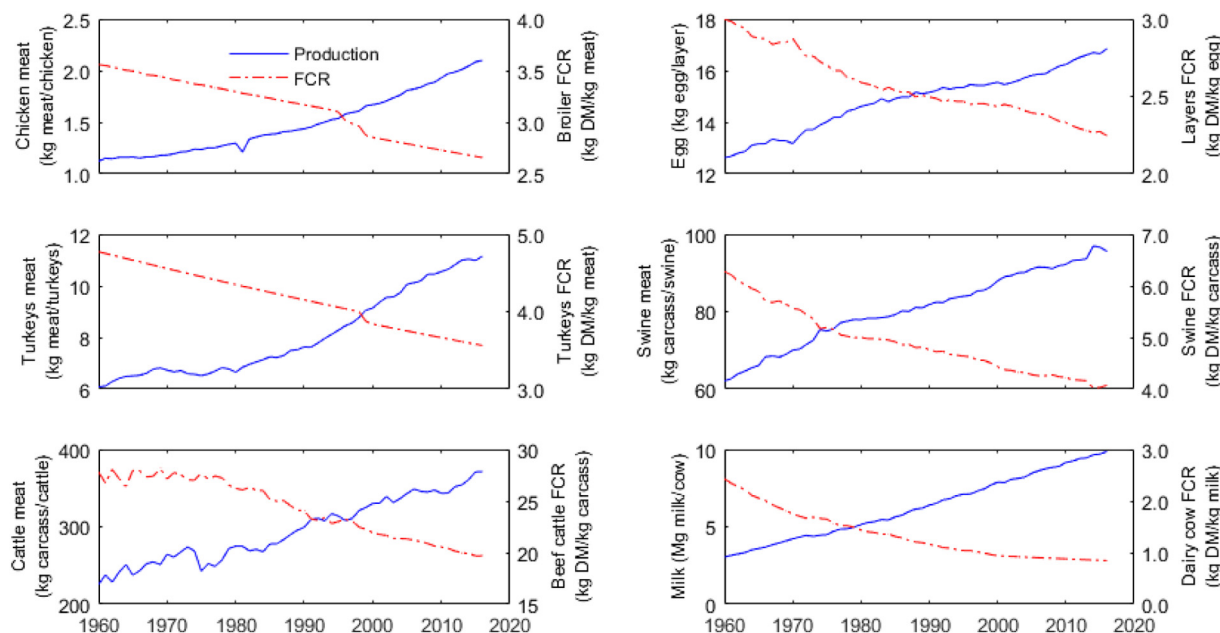 Chicken meat
(kg meat/chicken)
2.5
2.0
1.5
1.0
Production
FCR
4.0
3.5
3.0
2.5
Broiler FCR
(kg DM/kg meat)
Egg (kg egg/layer)
18
16
14
12
3.0
2.5
2.0
Layers FCR
(kg DM/kg egg)
Turkeys meat
(kg meat/turkeys)
12
10
8
6
5.0
4.0
3.0
Turkeys FCR
(kg DM/kg meat)
Swine meat
(kg carcass/swine)
100
80
60
7.0
6.0
5.0
4.0
Swine FCR
(kg DM/kg carcass)
Cattle meat
(kg carcass/cattle)
400
300
200
30
25
20
15
Beef cattle FCR
(kg DM/kg carcass)
1960 1970 1980 1990 2000 2010 2020
Milk (Mg milk/cow)
10
5
0
3.0
2.0
1.0
0.0
Dairy cow FCR
(kg DM/kg milk)
1960 1970 1980 1990 2000 2010 2020